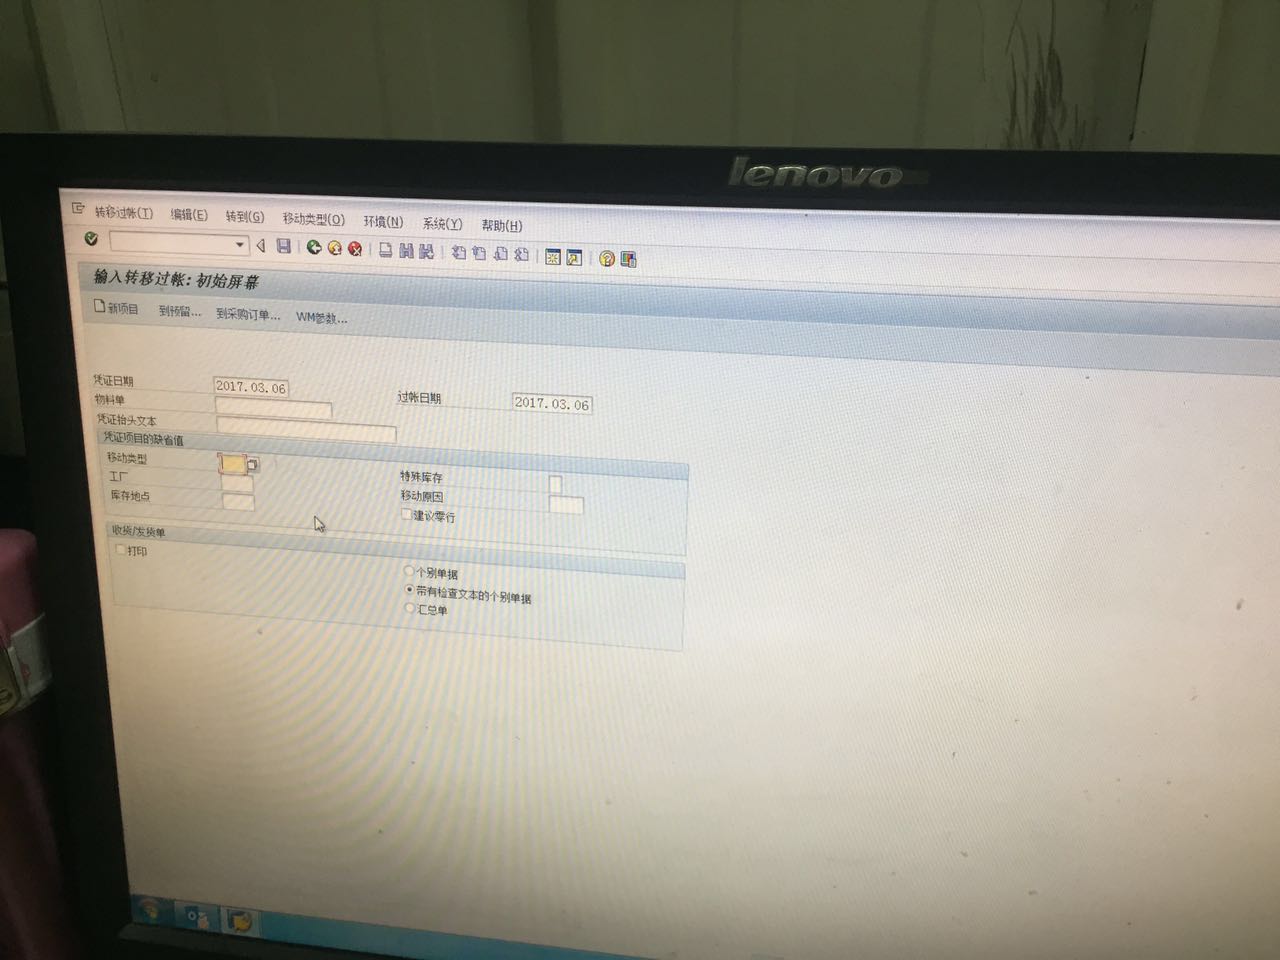 lenovo
转移过帐(T) 编辑(E) 转到(G) 移动类型(O) 环境(N) 系统(Y) 帮助(H)
输入转移过帐:初始屏幕
新项目 到预留... 到采购订单... WM参数...
凭证日期 2017.03.06 过帐日期 2017.03.06
物料单
凭证抬头文本
凭证项目的缺省值
移动类型 特殊库存
工厂 移动原因
库存地点 建议零行
收货/发货单
打印
个别单据
带有检查文本的个别单据
汇总单